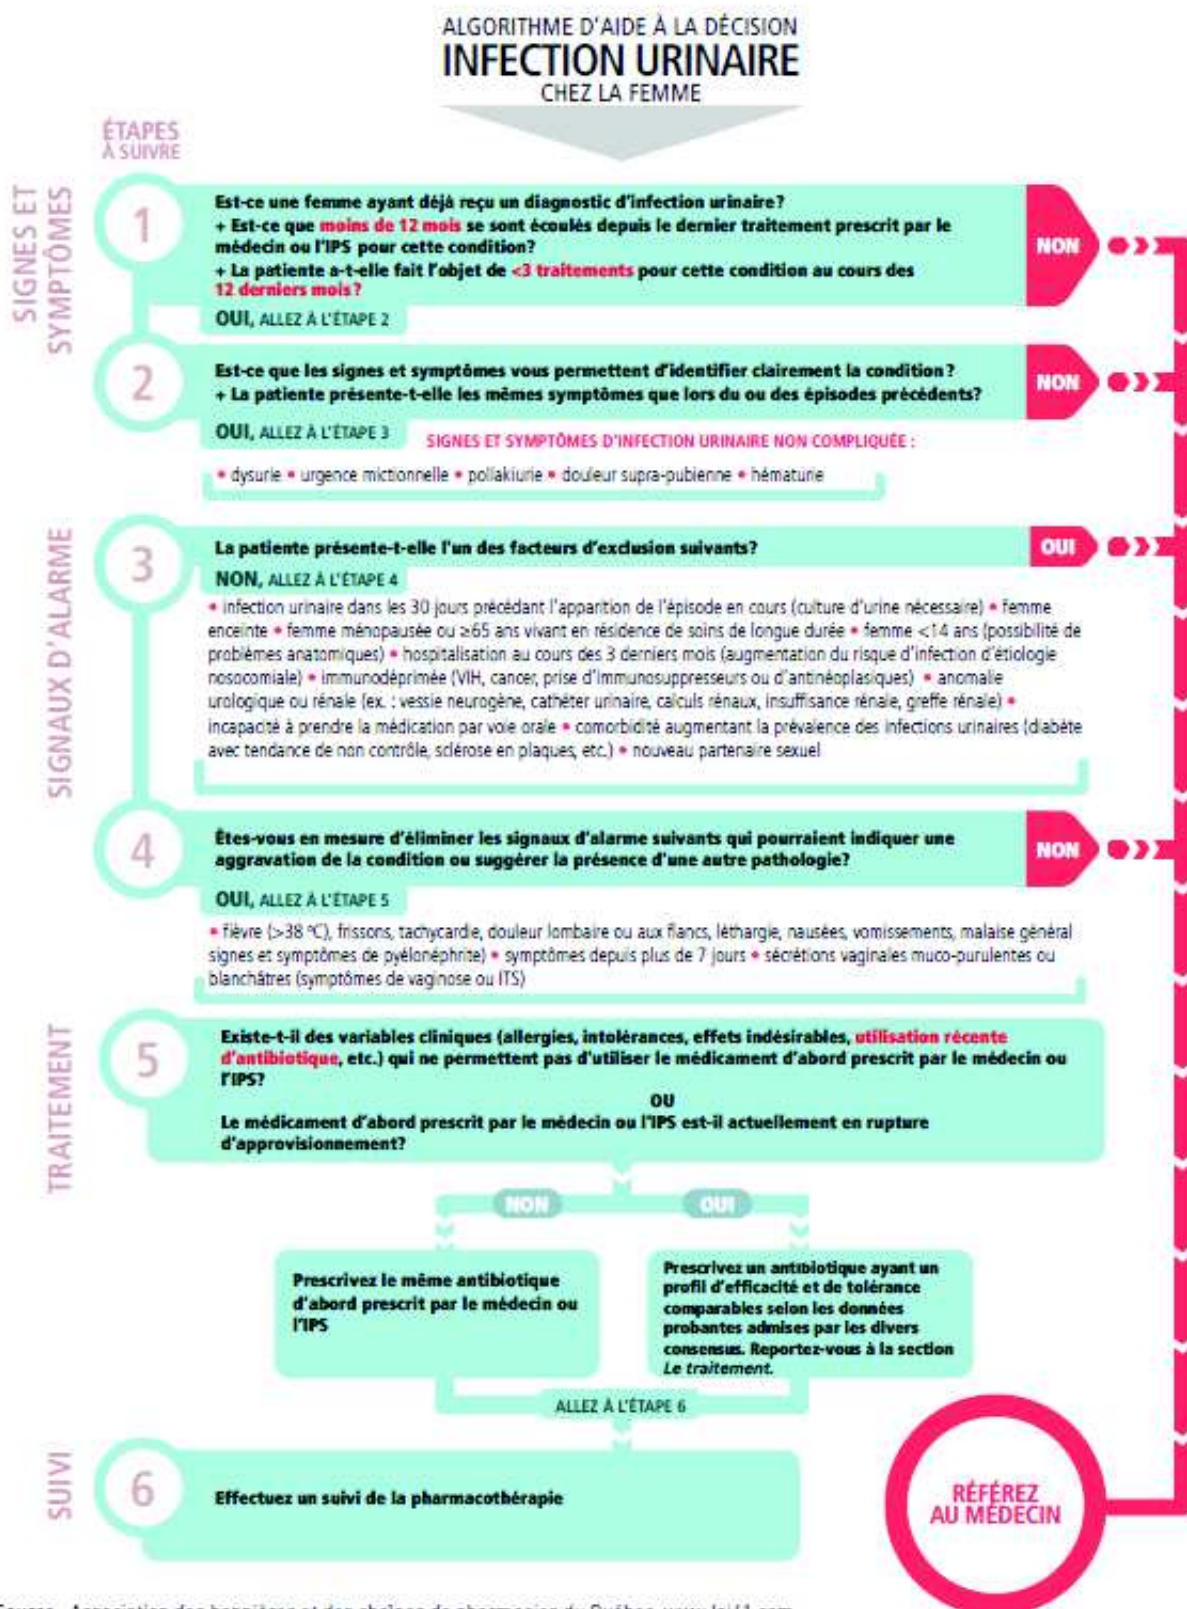 ALGORITHME D'AIDE À LA DÉCISION
INFECTION URINAIRE
CHEZ LA FEMME
ÉTAPES
À SUIVRE
SIGNES ET
SYMPTÔMES
1
Est-ce une femme ayant déjà reçu un diagnostic d'infection urinaire?
+ Est-ce que moins de 12 mois se sont écoulés depuis le dernier traitement prescrit par le
médecin ou l'IPS pour cette condition?
+ La patiente a-t-elle fait l'objet de <3 traitements pour cette condition au cours des
12 derniers mois?
NON
OUI, ALLEZ À L'ÉTAPE 2
2
Est-ce que les signes et symptômes vous permettent d'identifier clairement la condition?
+ La patiente présente-t-elle les mêmes symptômes que lors du ou des épisodes précédents?
NON
OUI, ALLEZ À L'ÉTAPE 3
SIGNES ET SYMPTÔMES D'INFECTION URINAIRE NON COMPLIQUÉE :
• dysurie • urgence mictionnelle • pollakiurie • douleur supra-pubienne • hématurie
SIGNAUX D'ALARME
3
La patiente présente-t-elle l'un des facteurs d'exclusion suivants?
OUI
NON, ALLEZ À L'ÉTAPE 4
• infection urinaire dans les 30 jours précédant l'apparition de l'épisode en cours (culture d'urine nécessaire) • femme
enceinte • femme ménopausée ou ≥65 ans vivant en résidence de soins de longue durée • femme <14 ans (possibilité de
problèmes anatomiques) • hospitalisation au cours des 3 derniers mois (augmentation du risque d'infection d'étiologie
nosocomiale) • immunodéprimée (VIH, cancer, prise d'immunosuppresseurs ou d'antinéoplasiques) • anomalie
urologique ou rénale (ex. : vessie neurogène, cathéter urinaire, calculs rénaux, insuffisance rénale, greffe rénale) •
incapacité à prendre la médication par voie orale • comorbidité augmentant la prévalence des infections urinaires (diabète
avec tendance de non contrôle, sclérose en plaques, etc.) • nouveau partenaire sexuel
4
Êtes-vous en mesure d'éliminer les signaux d'alarme suivants qui pourraient indiquer une
aggravation de la condition ou suggérer la présence d'une autre pathologie?
NON
OUI, ALLEZ À L'ÉTAPE 5
• fièvre (>38 ºC), frissons, tachycardie, douleur lombaire ou aux flancs, léthargie, nausées, vomissements, malaise général
signes et symptômes de pyélonéphrite) • symptômes depuis plus de 7 jours • sécrétions vaginales muco-purulentes ou
blanchâtres (symptômes de vaginose ou ITS)
TRAITEMENT
5
Existe-t-il des variables cliniques (allergies, intolérances, effets indésirables, utilisation récente
d'antibiotique, etc.) qui ne permettent pas d'utiliser le médicament d'abord prescrit par le médecin ou
l'IPS?
OU
Le médicament d'abord prescrit par le médecin ou l'IPS est-il actuellement en rupture
d'approvisionnement?
NON
OUI
Prescrivez le même antibiotique
d'abord prescrit par le médecin ou
l'IPS
Prescrivez un antibiotique ayant un
profil d'efficacité et de tolérance
comparables selon les données
probantes admises par les divers
consensus. Reportez-vous à la section
Le traitement.
ALLEZ À L'ÉTAPE 6
SUIVI
6
Effectuez un suivi de la pharmacothérapie
RÉFÉREZ
AU MÉDECIN